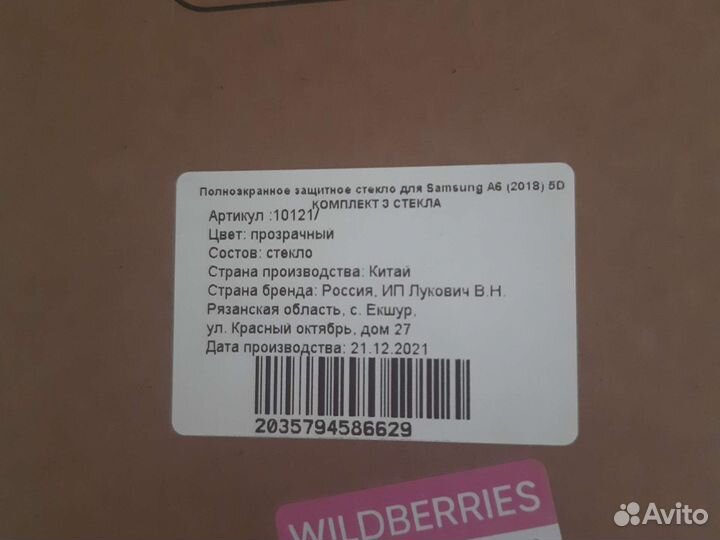 Полноэкранное защитное стекло для Samsung A6 (2018) 5D
КОМПЛЕКТ 3 СТЕКЛА
Артикул :10121/
Цвет: прозрачный
Состов: стекло
Страна производства: Китай
Страна бренда: Россия, ИП Лукович В.Н.
Рязанская область, с. Екшур,
ул. Красный октябрь, дом 27
Дата производства: 21.12.2021
2035794586629
WILDBERRIES
Avito